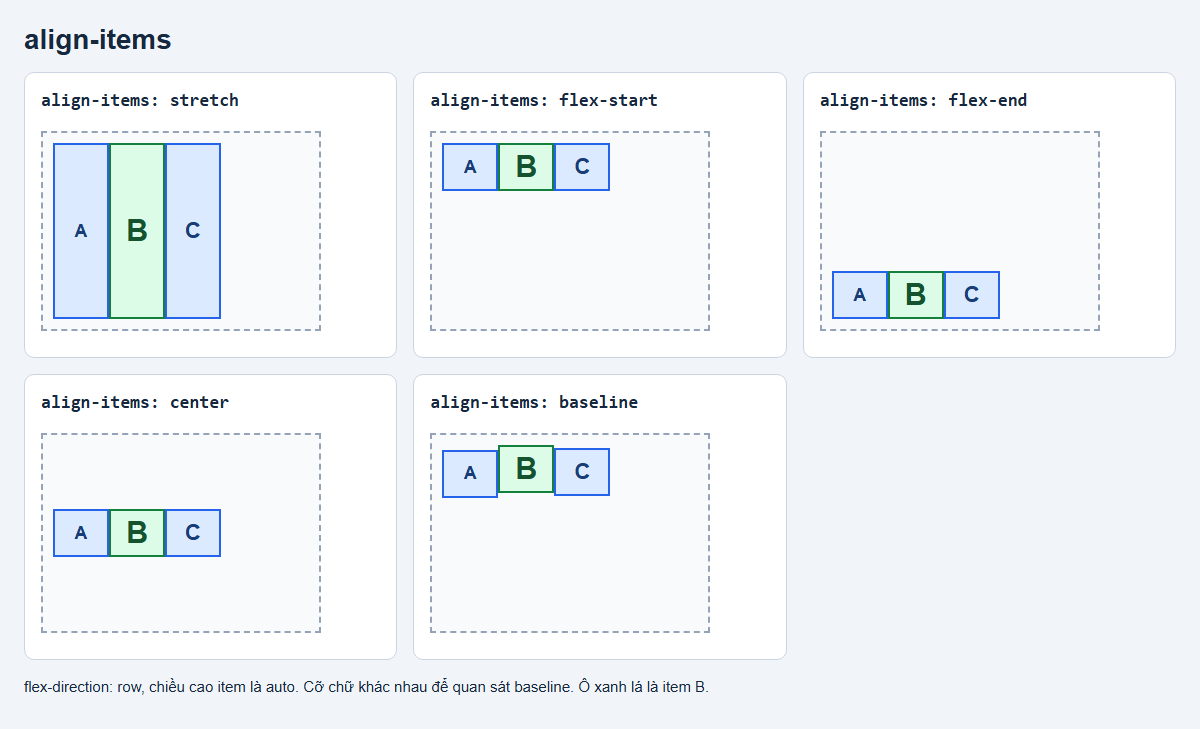 align-items
align-items: stretch
A B C
align-items: flex-start
A B C
align-items: flex-end
A B C
align-items: center
A B C
align-items: baseline
A B C
flex-direction: row, chiều cao item là auto. Cỡ chữ khác nhau để quan sát baseline. Ô xanh lá là item B.